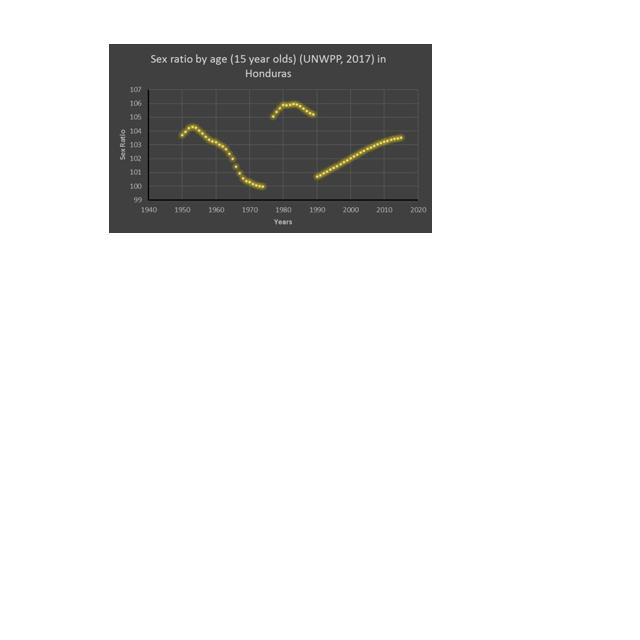 Sex ratio by age (15 year olds) (UNWPP, 2017) in
Honduras
107
106
105
104
103
102
101
100
99
Sex Ratio
1940 1950 1960 1970 1980 1990 2000 2010 2020
Years